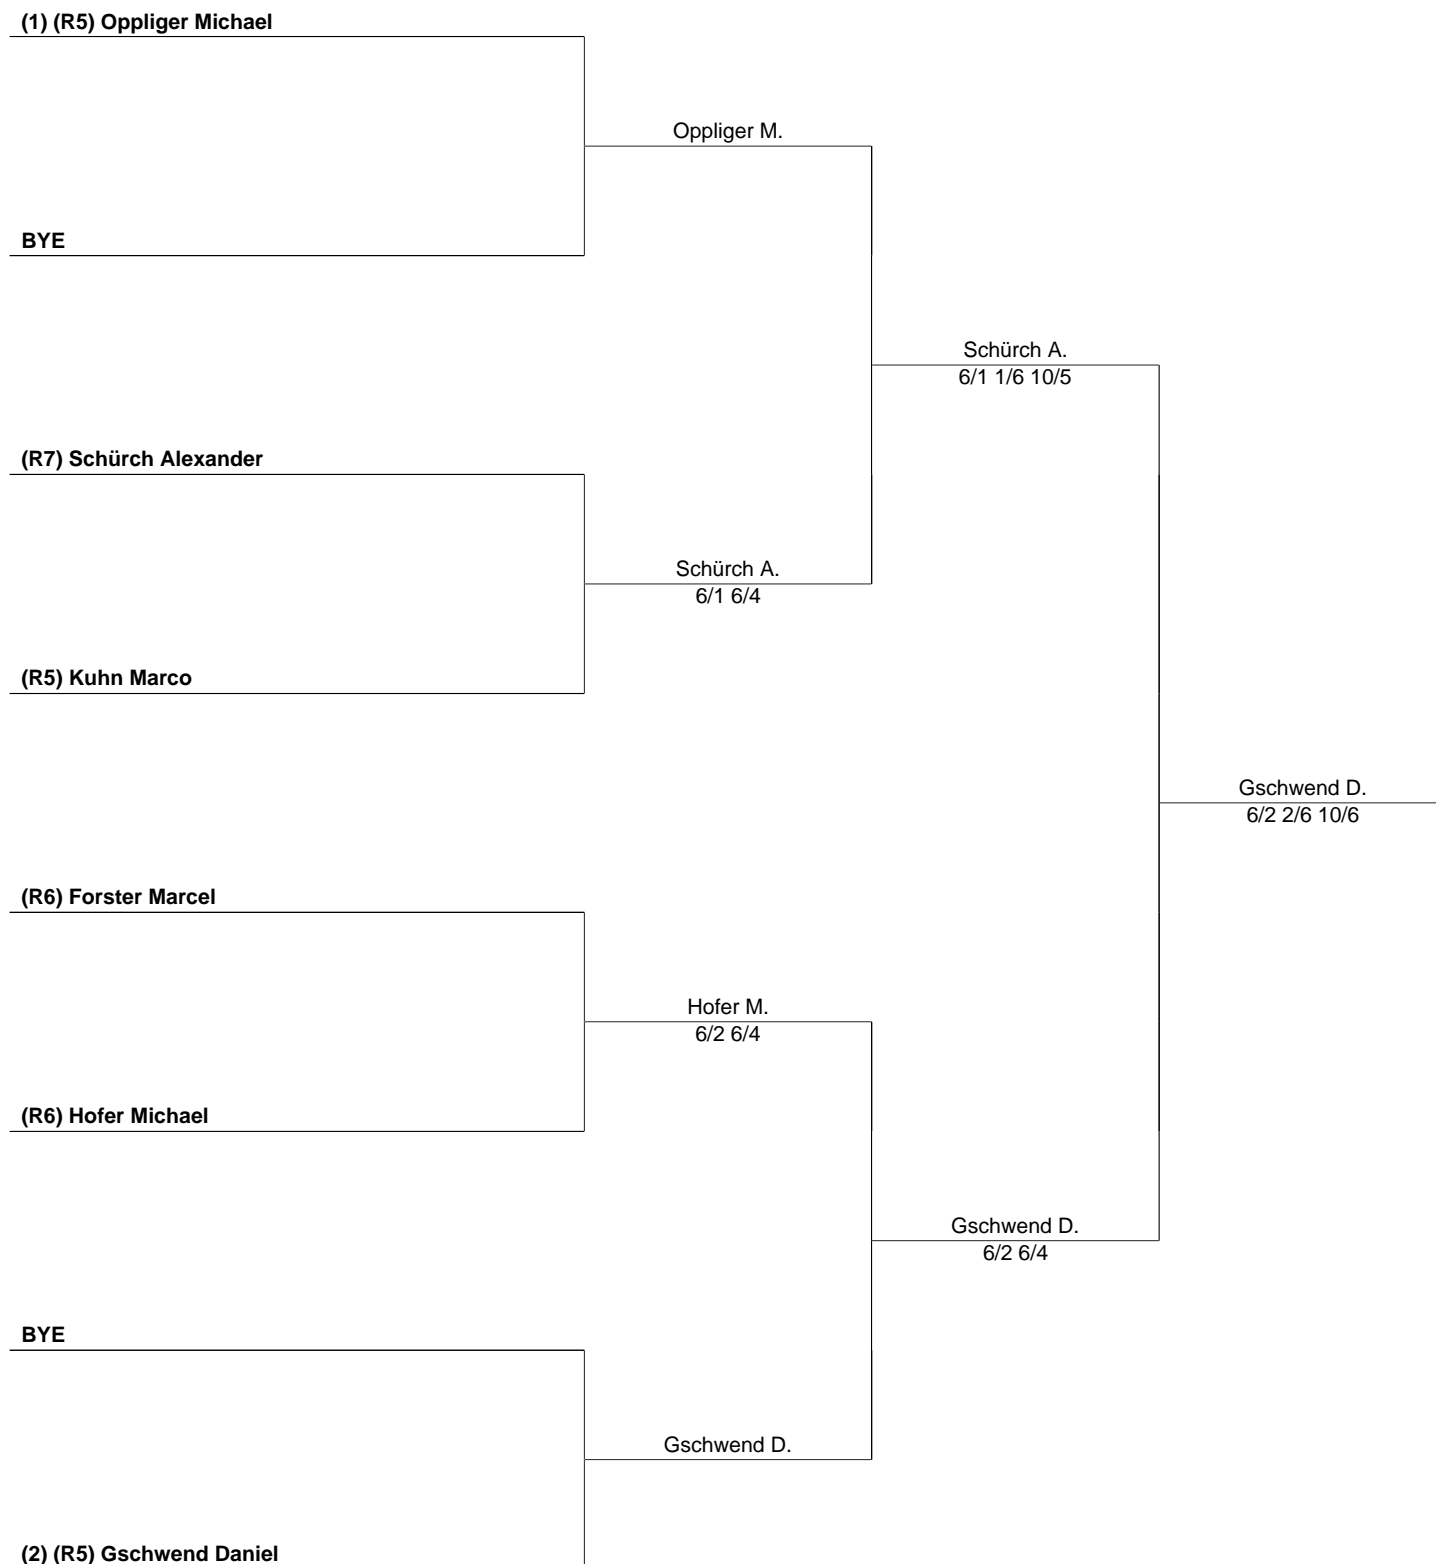 (1) (R5) Oppliger Michael
Oppliger M.
BYE
Schürch A.
6/1 1/6 10/5
(R7) Schürch Alexander
Schürch A.
6/1 6/4
(R5) Kuhn Marco
Gschwend D.
6/2 2/6 10/6
(R6) Forster Marcel
Hofer M.
6/2 6/4
(R6) Hofer Michael
Gschwend D.
6/2 6/4
BYE
Gschwend D.
(2) (R5) Gschwend Daniel